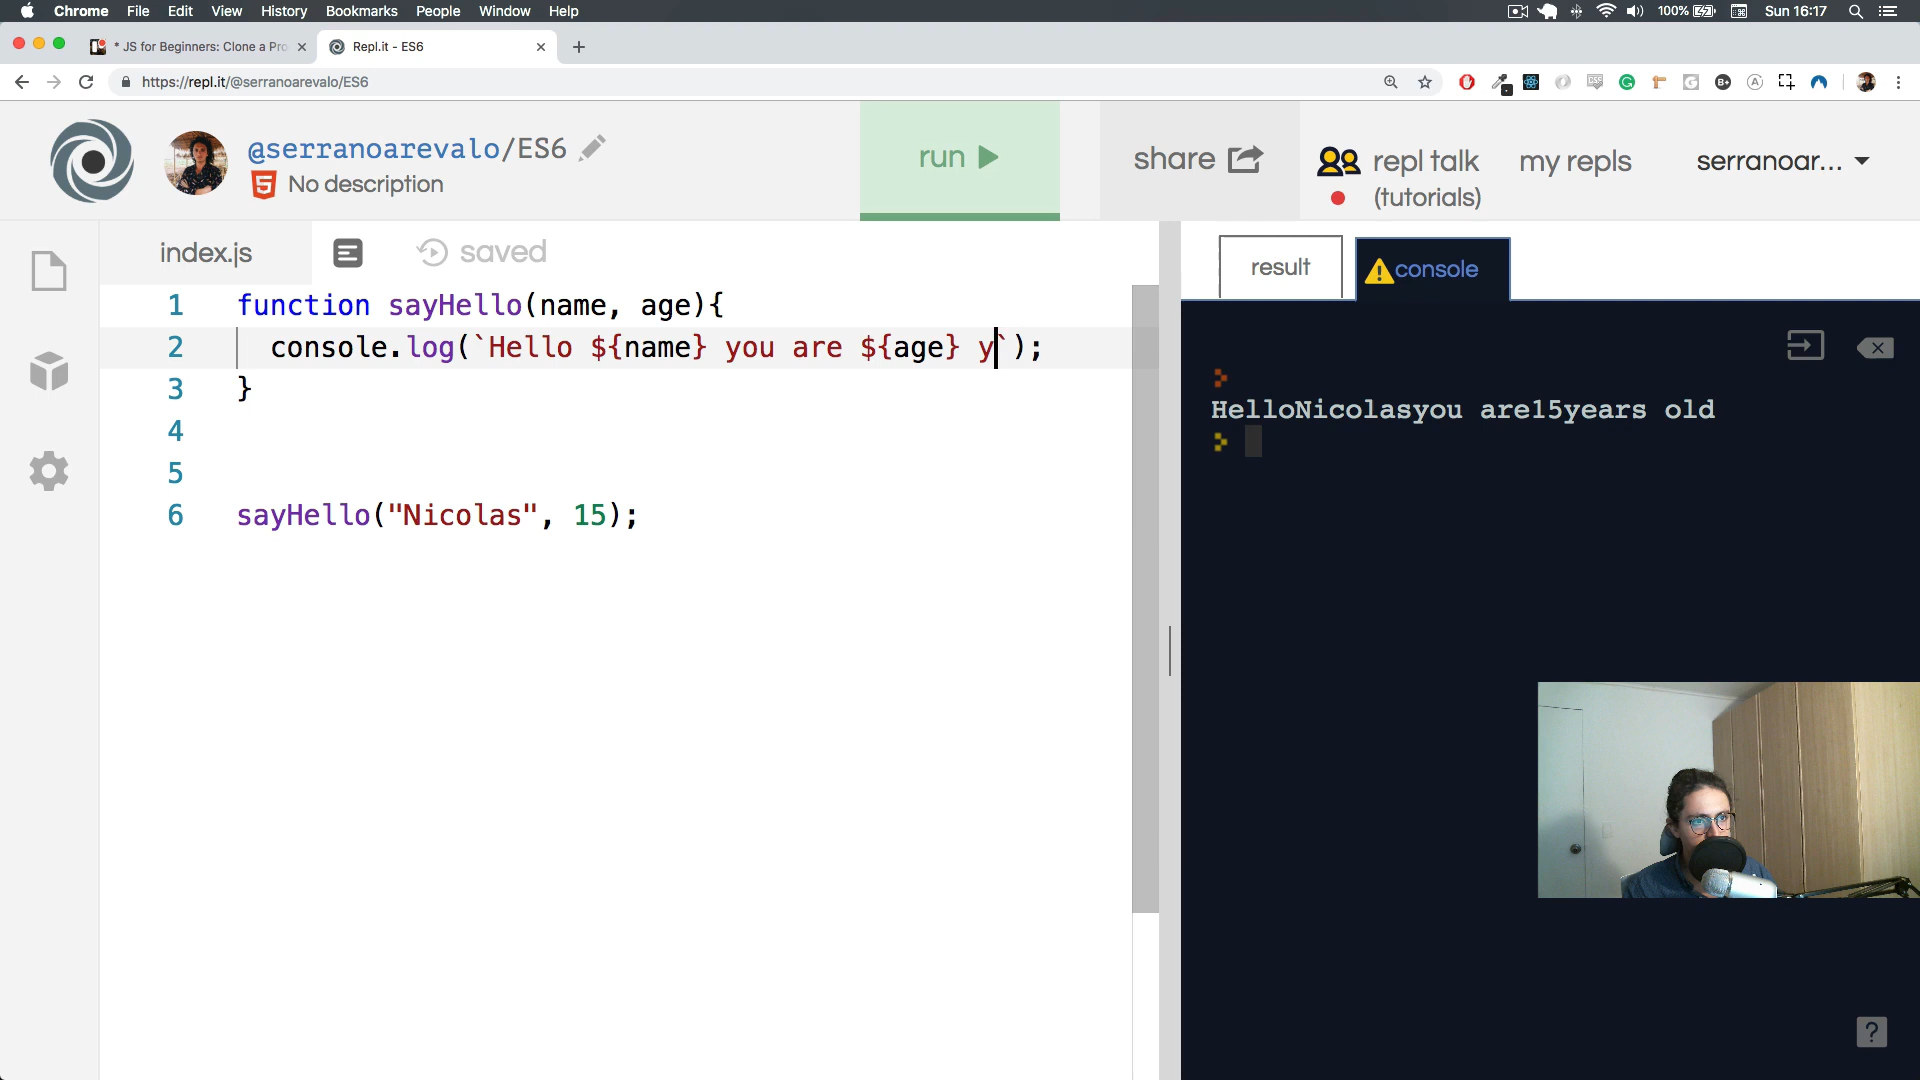 Chrome File Edit View History Bookmarks People Window Help 100% Sun 16:17
* JS for Beginners: Clone a Pro
Repl.it - ES6
https://repl.it/@serranoarevalo/ES6
@serranoarevalo/ES6
No description
run
share
repl talk
(tutorials)
my repls
serranoar...
index.js
saved
result
console
1 function sayHello(name, age){
2 console.log(`Hello ${name} you are ${age} y`);
3 }
4
5
6 sayHello("Nicolas", 15);
>
HelloNicolasyou are15years old
>
?